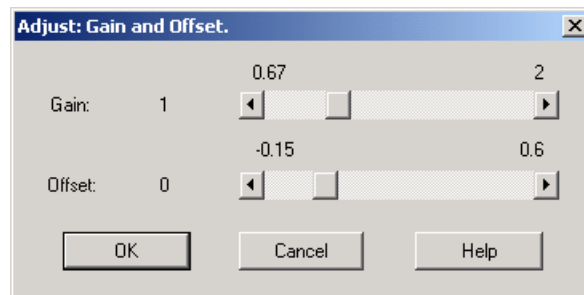 Adjust: Gain and Offset.
0.67 2
Gain: 1
-0.15 0.6
Offset: 0
OK Cancel Help